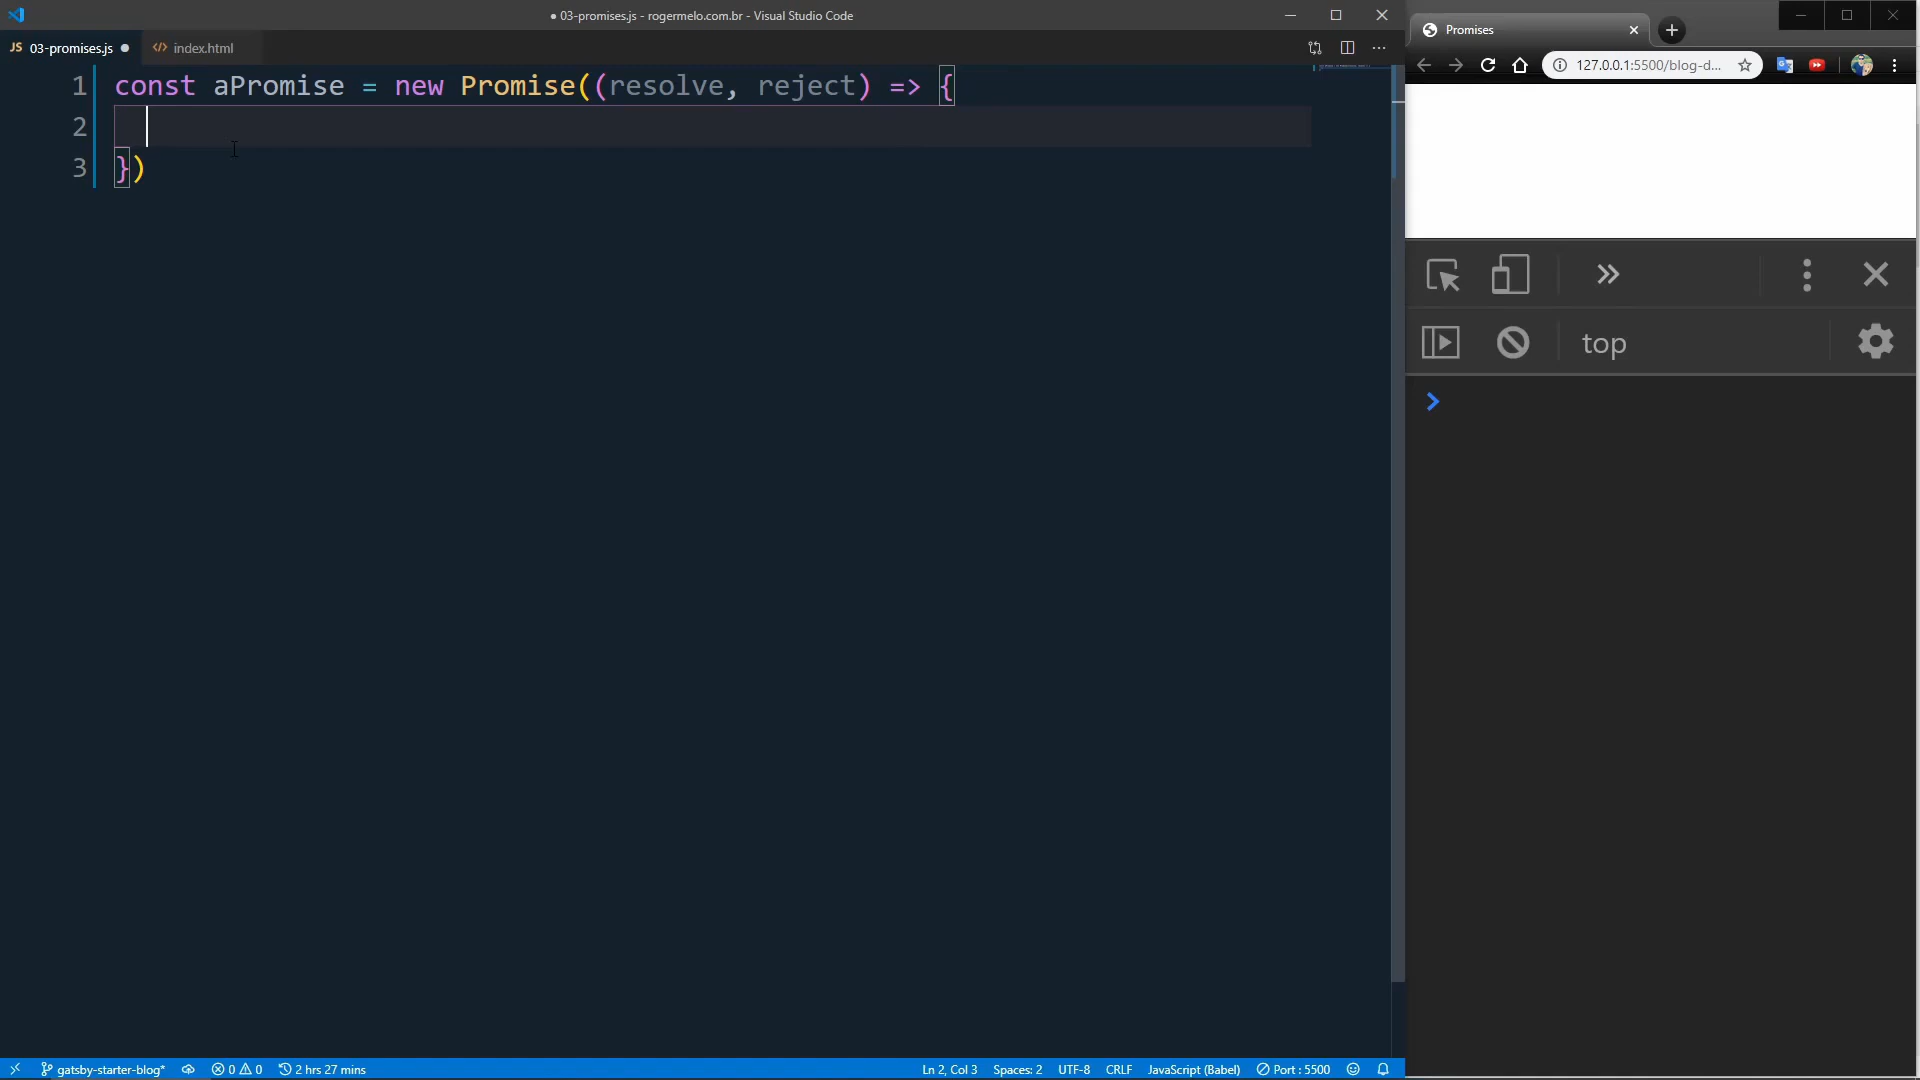 ● 03-promises.js - rogermelo.com.br - Visual Studio Code
JS 03-promises.js ●
index.html
1 const aPromise = new Promise((resolve, reject) => {
2
3 })
gatsby-starter-blog*
0 0
2 hrs 27 mins
Ln 2, Col 3
Spaces: 2
UTF-8
CRLF
JavaScript (Babel)
Port : 5500
Promises
127.0.0.1:5500/blog-d...
top